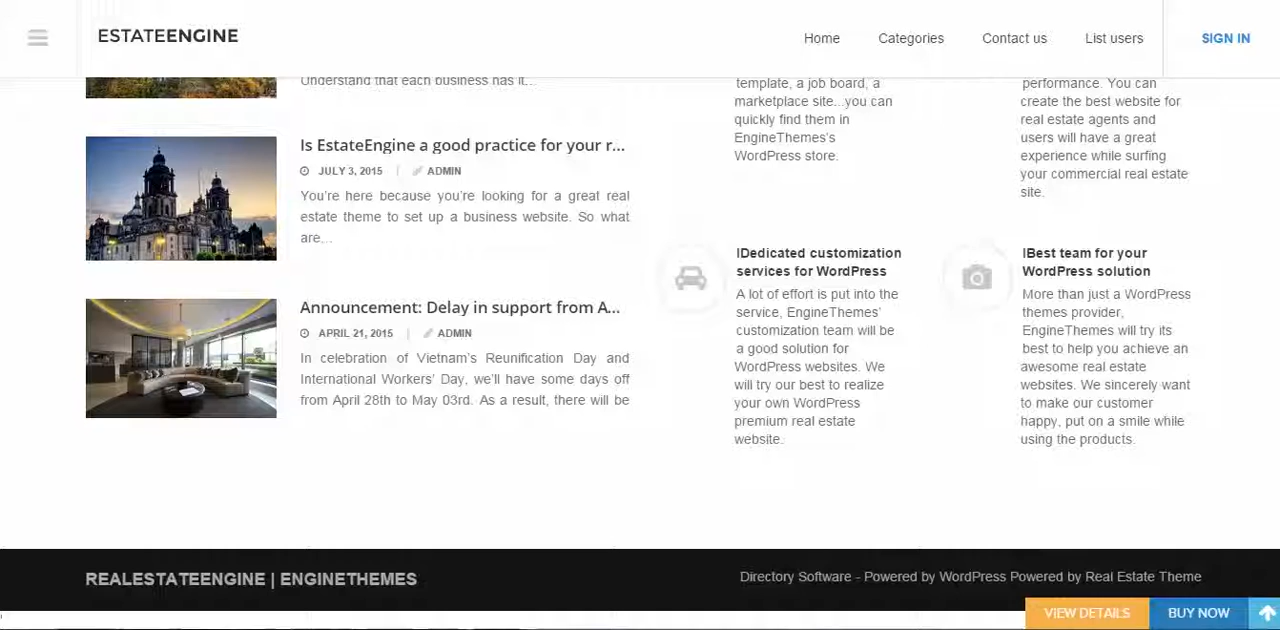 ESTATEENGINE
Home Categories Contact us List users SIGN IN
Understand that each business has it...
Is EstateEngine a good practice for your r...
JULY 3, 2015 | ADMIN
You're here because you're looking for a great real
estate theme to set up a business website. So what
are...
Announcement: Delay in support from A...
APRIL 21, 2015 | ADMIN
In celebration of Vietnam's Reunification Day and
International Workers' Day, we'll have some days off
from April 28th to May 03rd. As a result, there will be
template, a job board, a
marketplace site...you can
quickly find them in
EngineThemes's
WordPress store.
performance. You can
create the best website for
real estate agents and
users will have a great
experience while surfing
your commercial real estate
site.
|Dedicated customization
services for WordPress
A lot of effort is put into the
service, EngineThemes'
customization team will be
a good solution for
WordPress websites. We
will try our best to realize
your own WordPress
premium real estate
website.
|Best team for your
WordPress solution
More than just a WordPress
themes provider,
EngineThemes will try its
best to help you achieve an
awesome real estate
websites. We sincerely want
to make our customer
happy, put on a smile while
using the products.
REALESTATEENGINE | ENGINETHEMES
Directory Software - Powered by WordPress Powered by Real Estate Theme
VIEW DETAILS BUY NOW